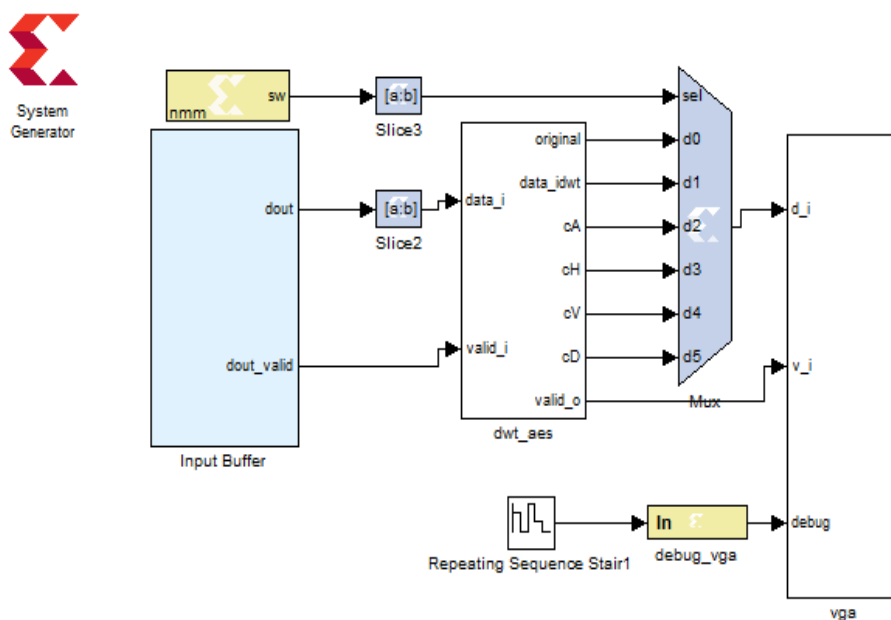 System
Generator
nmm
sw
[a:b]
Slice3
sel
original
d0
data_idwt
d1
dout
[a:b]
Slice2
data_i
cA
d2
d_i
cH
d3
cV
d4
dout_valid
valid_i
cD
d5
v_i
valid_o
Mux
dwt_aes
Input Buffer
In
debug
Repeating Sequence Stair1
debug_vga
vga